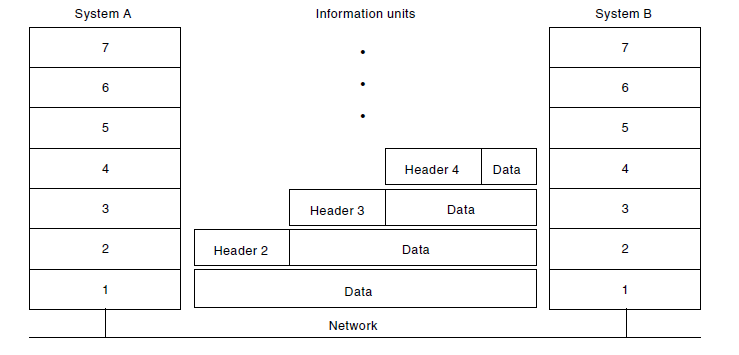 System A Information units System B
7 7
6 6
5 5
4 Header 4 Data 4
3 Header 3 Data 3
2 Header 2 Data 2
1 Data 1
Network